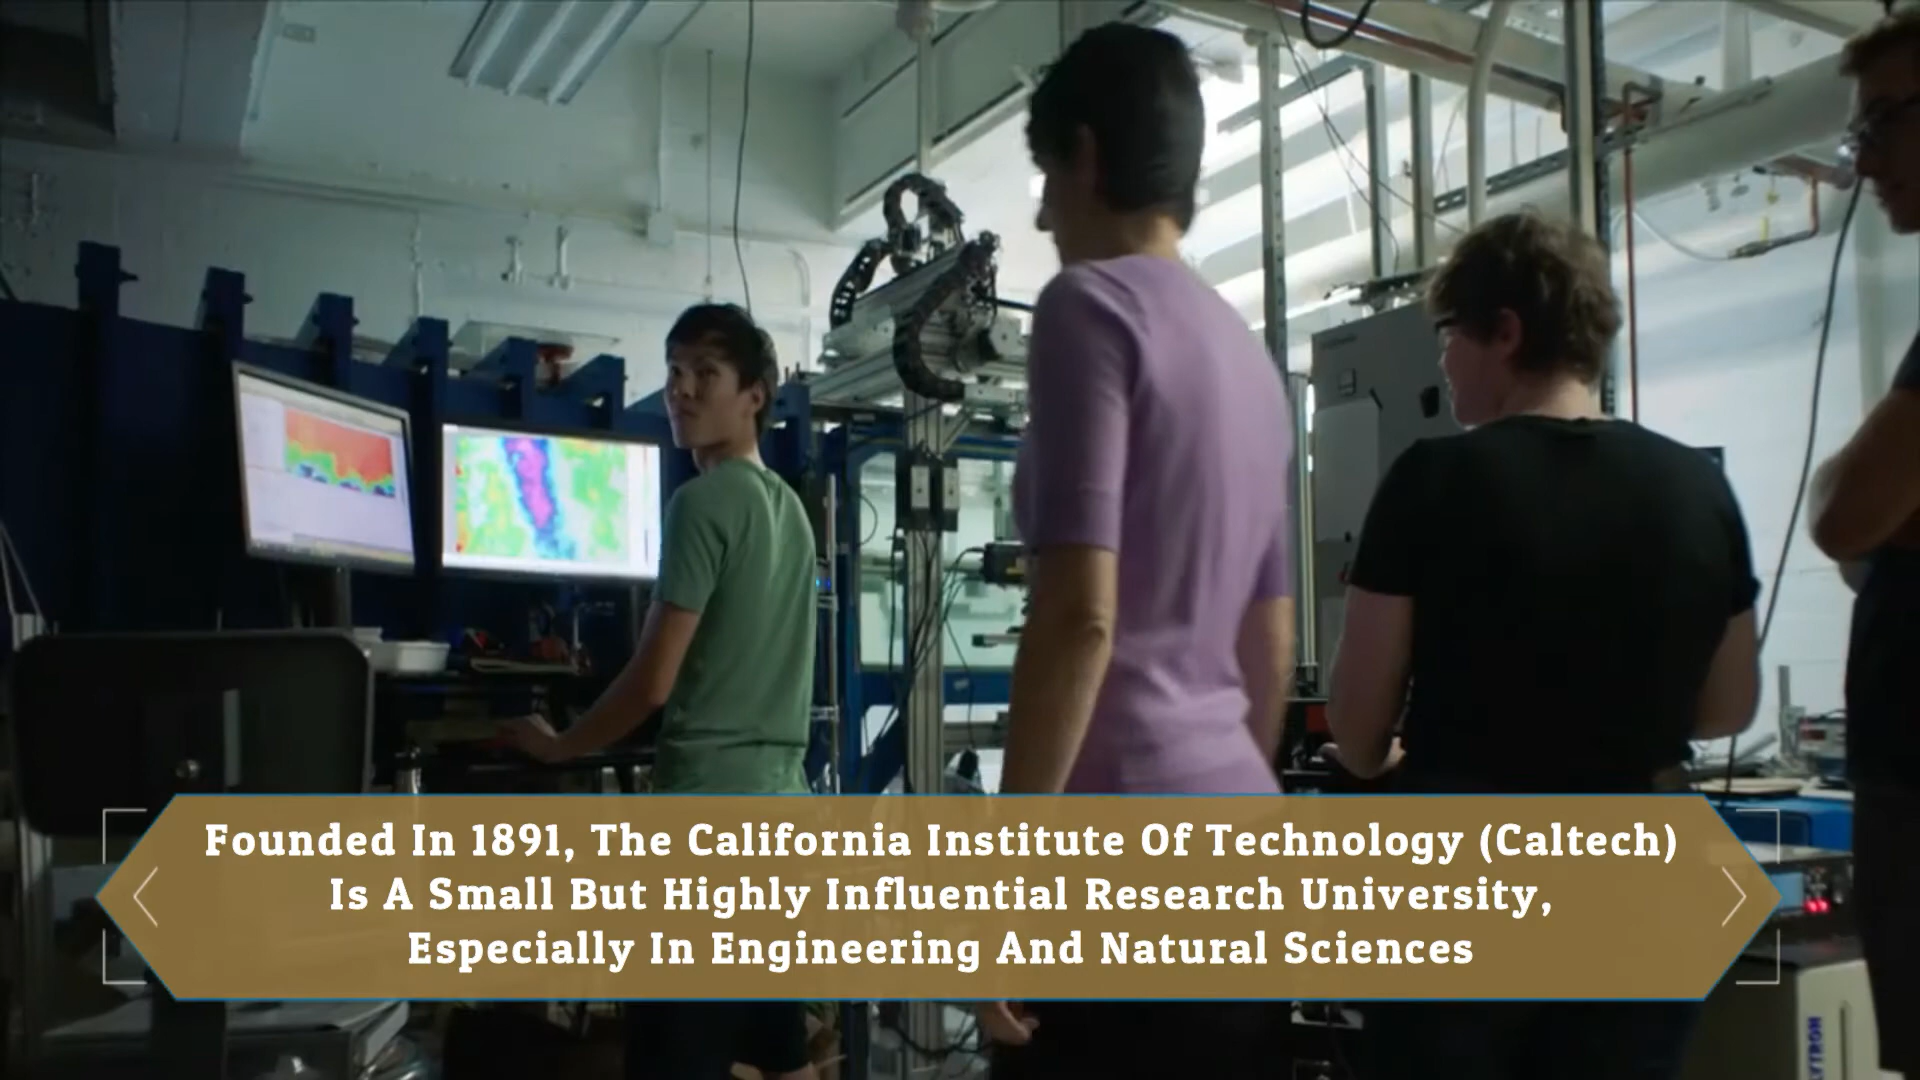 Founded In 1891, The California Institute Of Technology (Caltech)
Is A Small But Highly Influential Research University,
Especially In Engineering And Natural Sciences